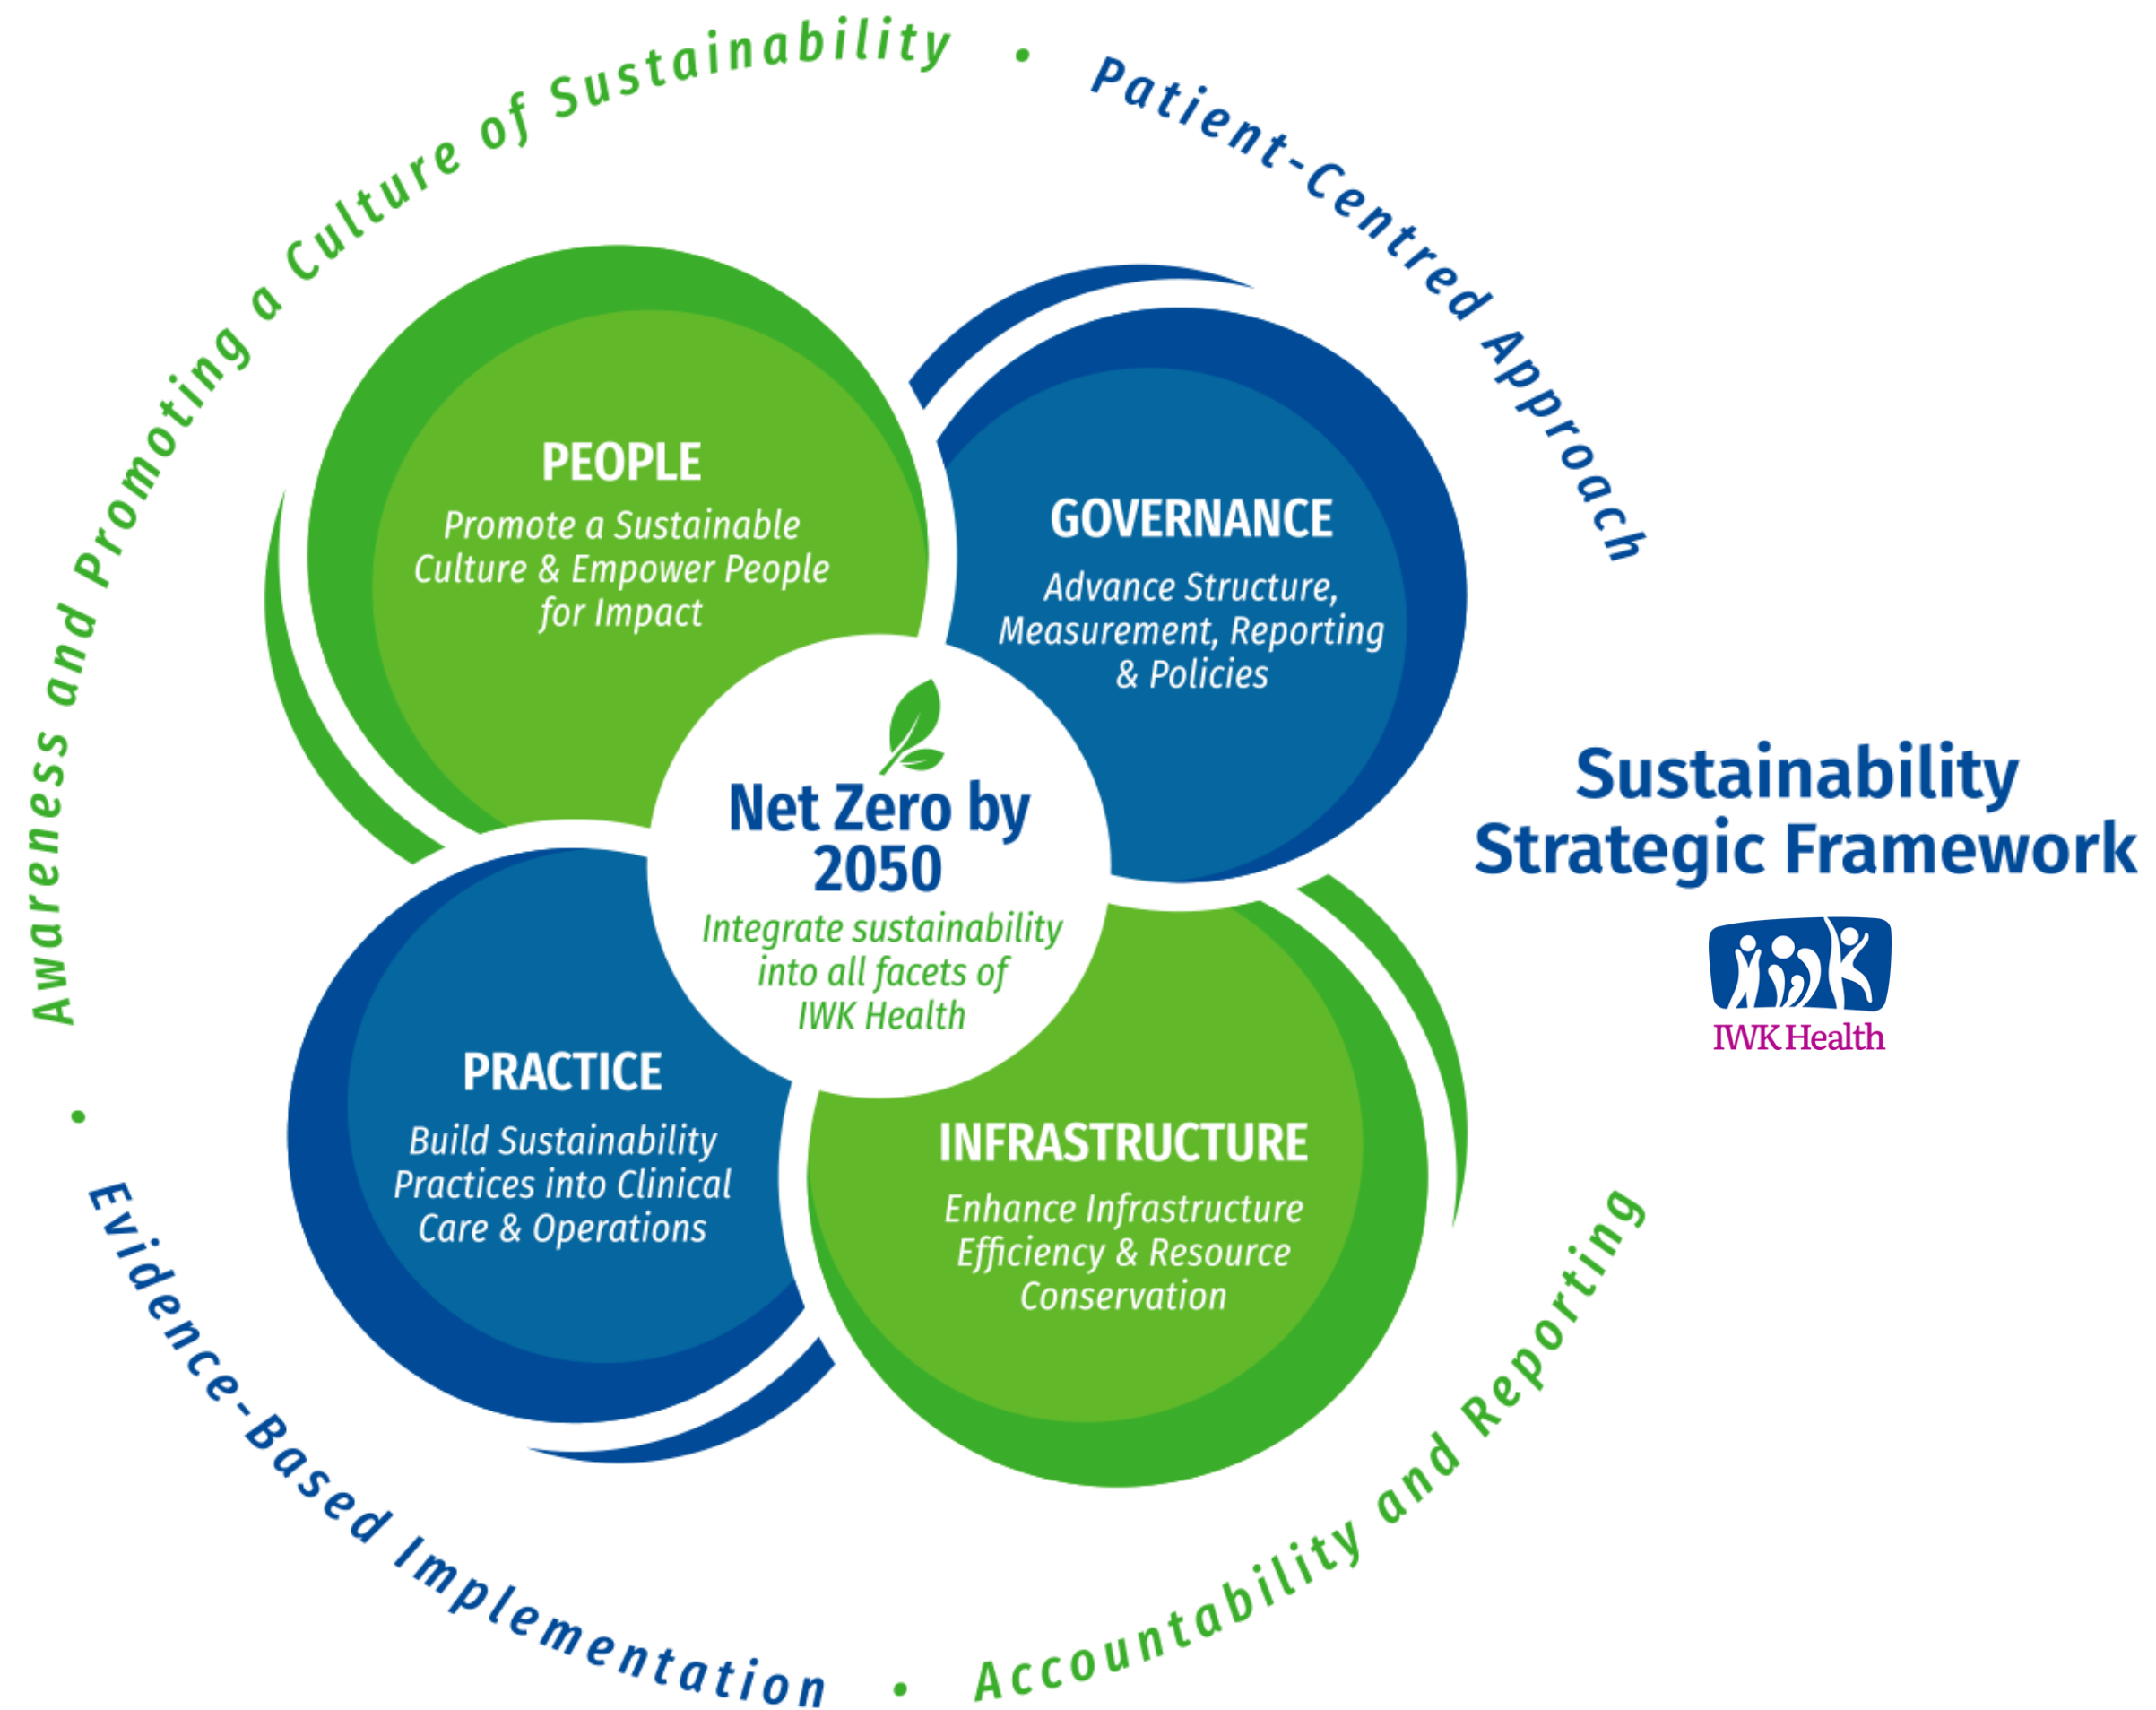 Awareness and Promoting a Culture of Sustainability • Patient-Centred Approach
PEOPLE
Promote a Sustainable
Culture & Empower People
for Impact
GOVERNANCE
Advance Structure,
Measurement, Reporting
& Policies
Net Zero by
2050
Integrate sustainability
into all facets of
IWK Health
PRACTICE
Build Sustainability
Practices into Clinical
Care & Operations
INFRASTRUCTURE
Enhance Infrastructure
Efficiency & Resource
Conservation
• Evidence-Based Implementation • Accountability and Reporting
Sustainability
Strategic Framework
IWK
IWK Health